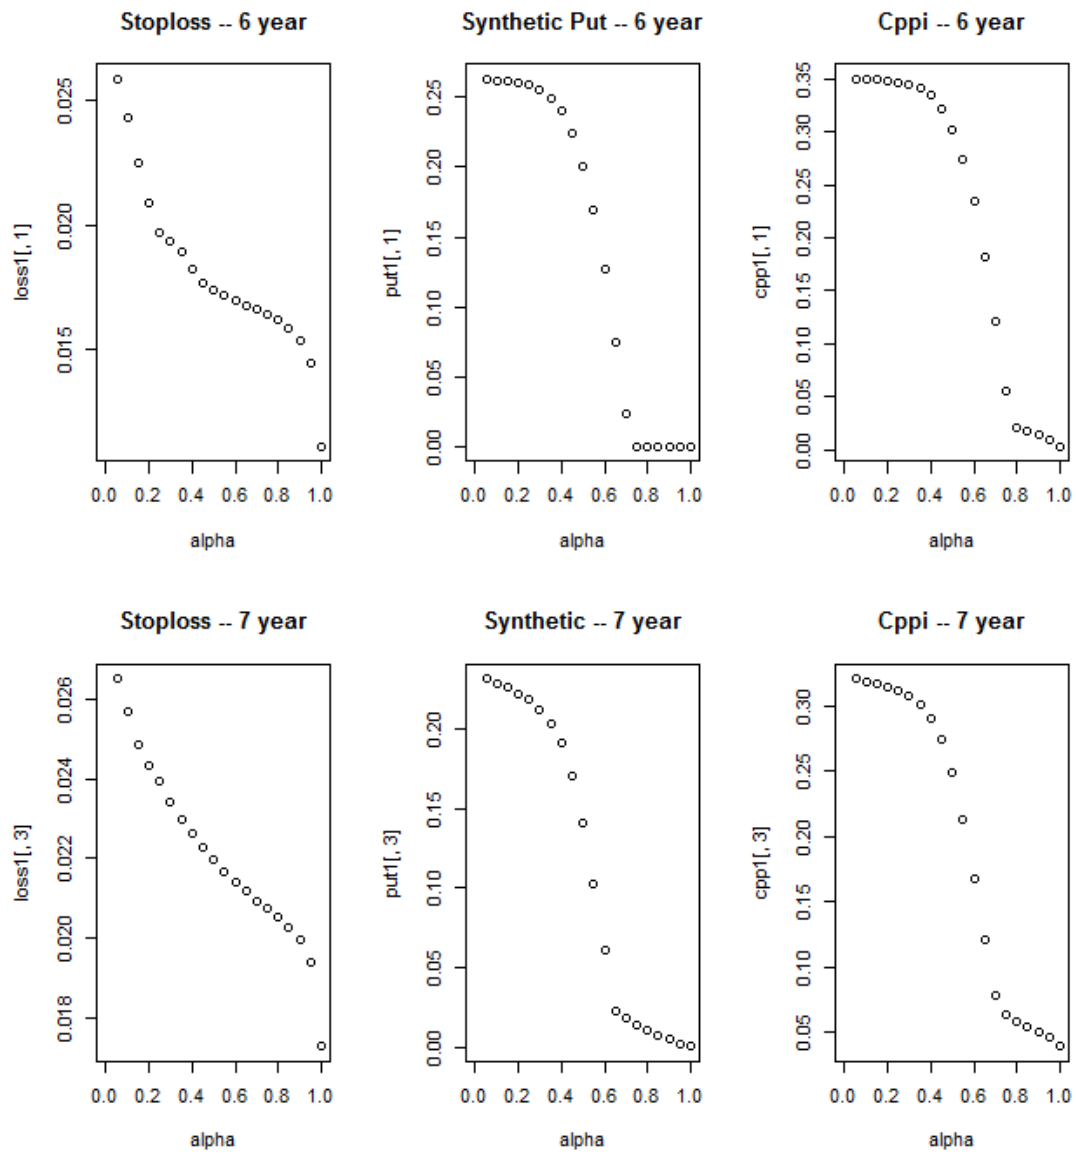 Stoploss -- 6 year
loss1[, 1]
0.025
0.020
0.015
0.0 0.2 0.4 0.6 0.8 1.0
alpha
Synthetic Put -- 6 year
put1[, 1]
0.25
0.20
0.15
0.10
0.05
0.00
0.0 0.2 0.4 0.6 0.8 1.0
alpha
Cppi -- 6 year
cpp1[, 1]
0.35
0.30
0.25
0.20
0.15
0.10
0.05
0.00
0.0 0.2 0.4 0.6 0.8 1.0
alpha
Stoploss -- 7 year
loss1[, 3]
0.026
0.024
0.022
0.020
0.018
0.0 0.2 0.4 0.6 0.8 1.0
alpha
Synthetic -- 7 year
put1[, 3]
0.20
0.15
0.10
0.05
0.00
0.0 0.2 0.4 0.6 0.8 1.0
alpha
Cppi -- 7 year
cpp1[, 3]
0.30
0.25
0.20
0.15
0.10
0.05
0.0 0.2 0.4 0.6 0.8 1.0
alpha